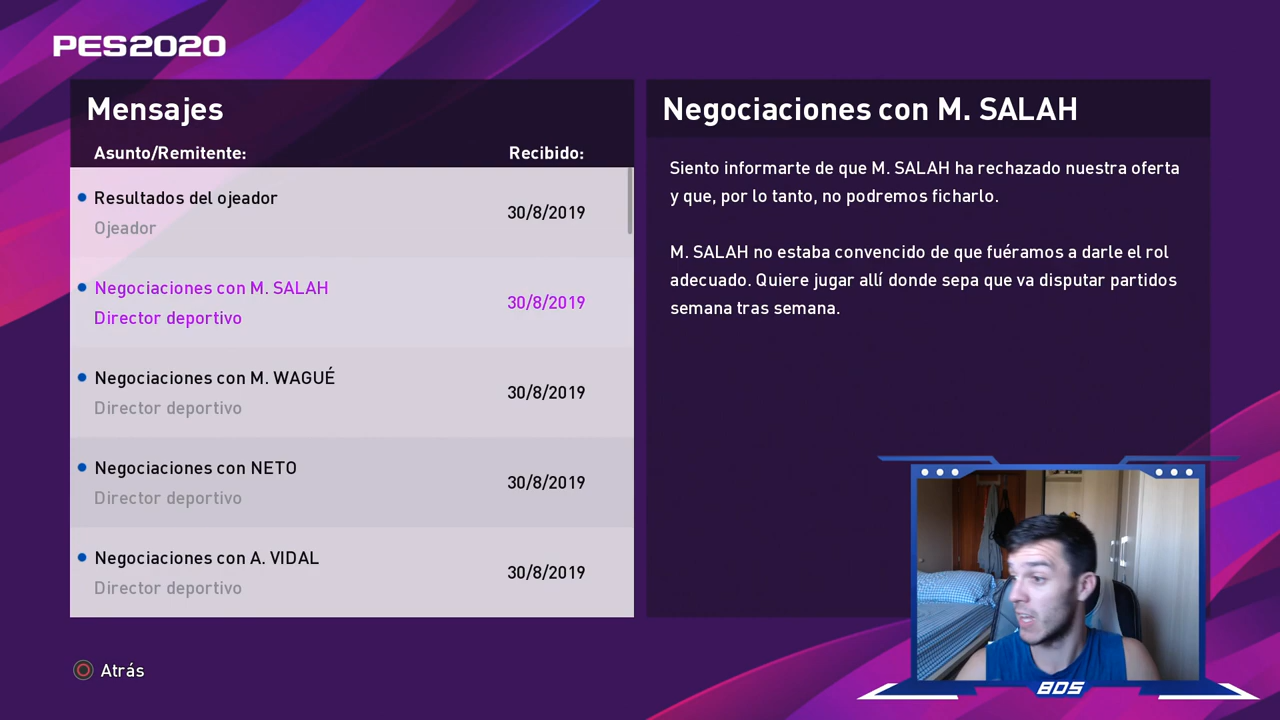 PES2020
Mensajes
Asunto/Remitente:
Recibido:
Resultados del ojeador
Ojeador
30/8/2019
Negociaciones con M. SALAH
Director deportivo
30/8/2019
Negociaciones con M. WAGUÉ
Director deportivo
30/8/2019
Negociaciones con NETO
Director deportivo
30/8/2019
Negociaciones con A. VIDAL
Director deportivo
30/8/2019
Negociaciones con M. SALAH
Siento informarte de que M. SALAH ha rechazado nuestra oferta
y que, por lo tanto, no podremos ficharlo.
M. SALAH no estaba convencido de que fuéramos a darle el rol
adecuado. Quiere jugar allí donde sepa que va disputar partidos
semana tras semana.
Atrás
BDS